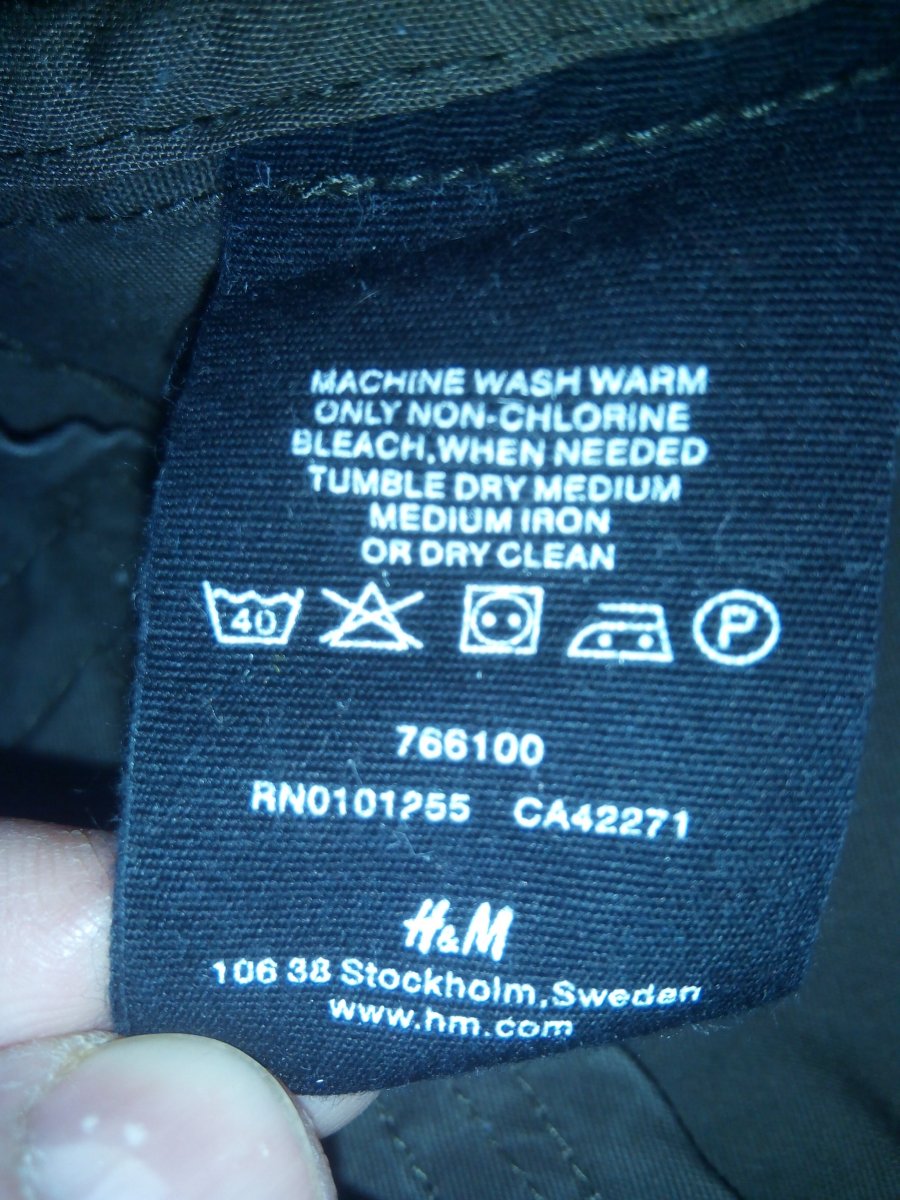 MACHINE WASH WARM
ONLY NON-CHLORINE
BLEACH,WHEN NEEDED
TUMBLE DRY MEDIUM
MEDIUM IRON
OR DRY CLEAN
40 P
766100
RN0101255 CA42271
H&M
106 38 Stockholm,Sweden
www.hm.com